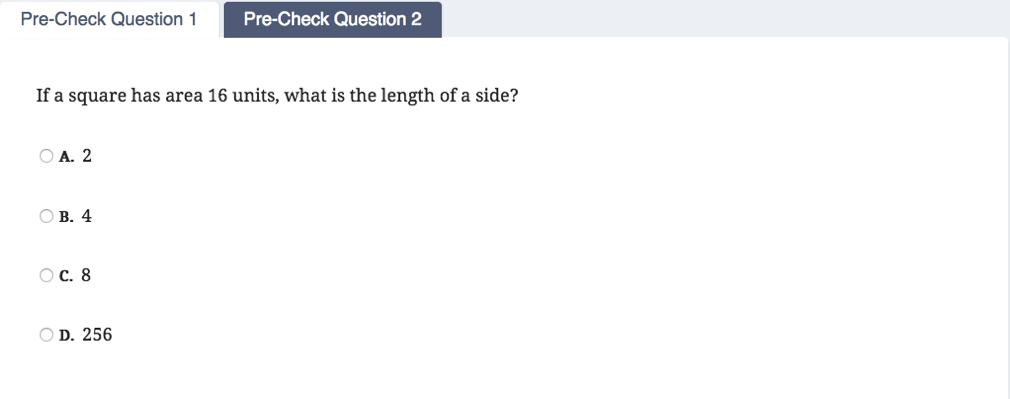 Pre-Check Question 1
Pre-Check Question 2
If a square has area 16 units, what is the length of a side?
A. 2
B. 4
C. 8
D. 256